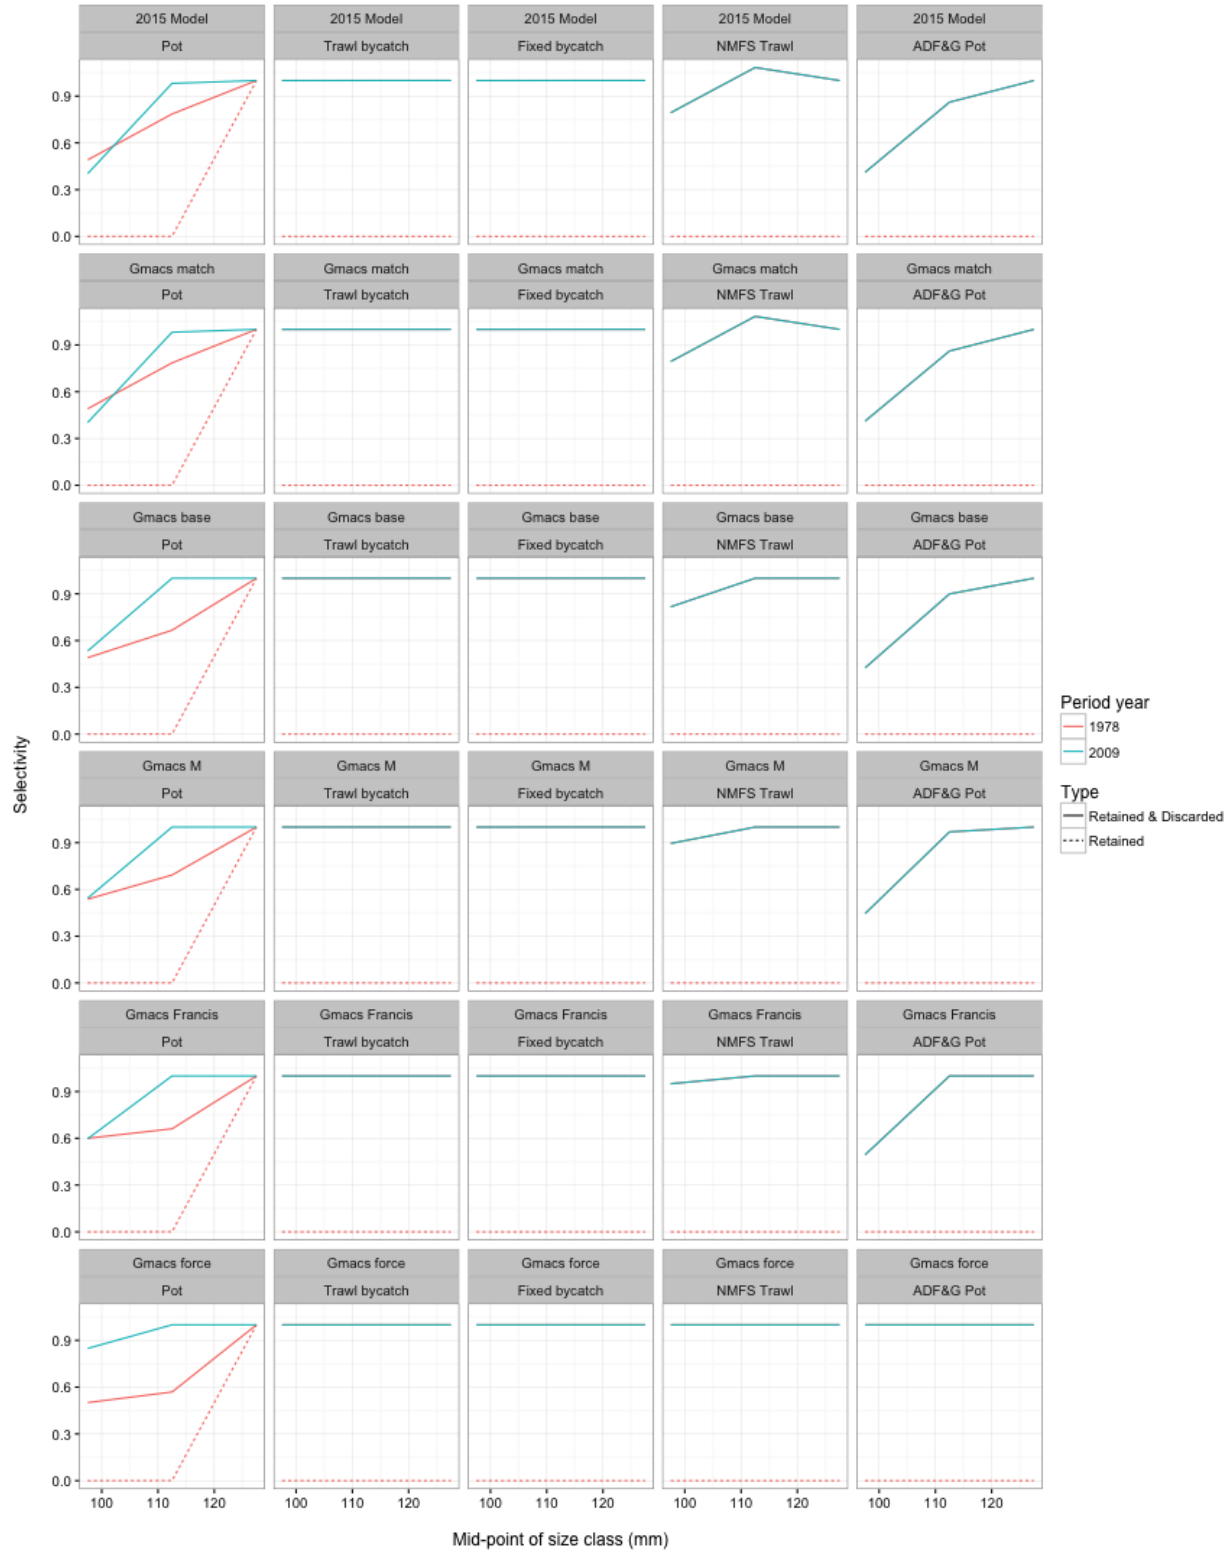 2015 Model 2015 Model 2015 Model 2015 Model 2015 Model
Pot Trawl bycatch Fixed bycatch NMFS Trawl ADF&G Pot
0.9
0.6
0.3
0.0
Gmacs match Gmacs match Gmacs match Gmacs match Gmacs match
Pot Trawl bycatch Fixed bycatch NMFS Trawl ADF&G Pot
0.9
0.6
0.3
0.0
Gmacs base Gmacs base Gmacs base Gmacs base Gmacs base
Pot Trawl bycatch Fixed bycatch NMFS Trawl ADF&G Pot
0.9
0.6
0.3
0.0
Selectivity
Period year
1978
2009
Type
Retained & Discarded
Retained
Gmacs M Gmacs M Gmacs M Gmacs M Gmacs M
Pot Trawl bycatch Fixed bycatch NMFS Trawl ADF&G Pot
0.9
0.6
0.3
0.0
Gmacs Francis Gmacs Francis Gmacs Francis Gmacs Francis Gmacs Francis
Pot Trawl bycatch Fixed bycatch NMFS Trawl ADF&G Pot
0.9
0.6
0.3
0.0
Gmacs force Gmacs force Gmacs force Gmacs force Gmacs force
Pot Trawl bycatch Fixed bycatch NMFS Trawl ADF&G Pot
0.9
0.6
0.3
0.0
100 110 120 100 110 120 100 110 120 100 110 120 100 110 120
Mid-point of size class (mm)